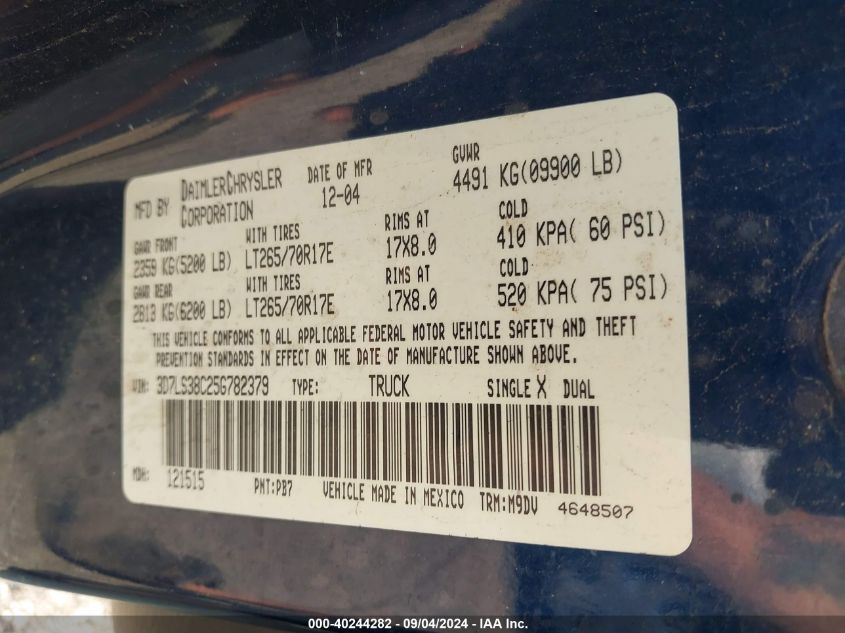 MFD BY DAIMLERCHRYSLER CORPORATION DATE OF MFR 12-04 GVWR 4491 KG(09900 LB)
GAWR FRONT WITH TIRES RIMS AT COLD
2359 KG(5200 LB) LT265/70R17E 17X8.0 410 KPA( 60 PSI)
GAWR REAR WITH TIRES RIMS AT COLD
2813 KG(6200 LB) LT265/70R17E 17X8.0 520 KPA( 75 PSI)
THIS VEHICLE CONFORMS TO ALL APPLICABLE FEDERAL MOTOR VEHICLE SAFETY AND THEFT
PREVENTION STANDARDS IN EFFECT ON THE DATE OF MANUFACTURE SHOWN ABOVE.
VIN: 3D7LS38C25G782379 TYPE: TRUCK SINGLE X DUAL
MDH: 121515 PNT:PB7 VEHICLE MADE IN MEXICO TRM:M9DV 4648507
000-40244282 - 09/04/2024 - IAA Inc.